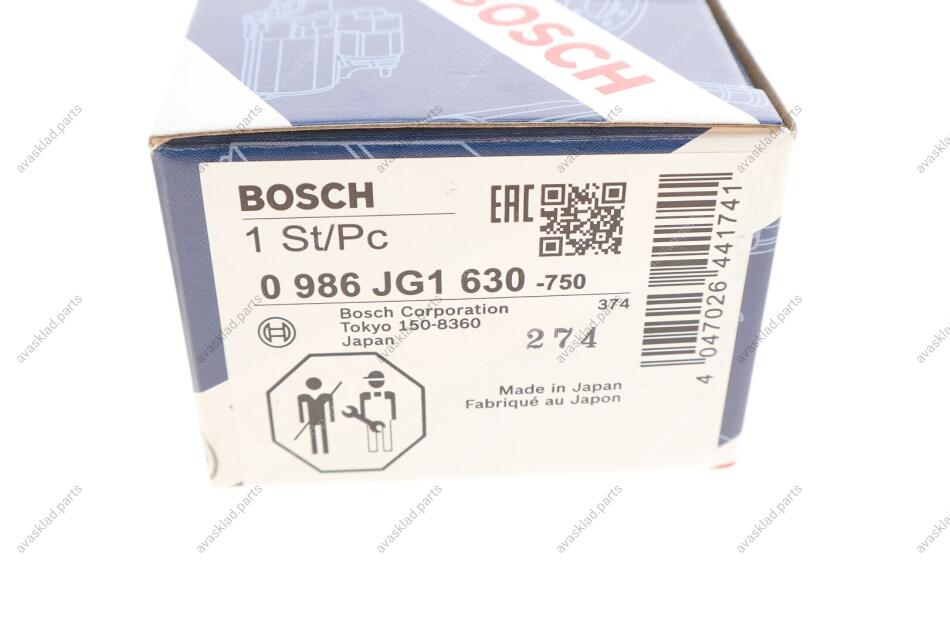 BOSCH
BOSCH
1 St/Pc
EAC
0 986 JG1 630 -750
Bosch Corporation
Tokyo 150-8360
Japan
374
274
Made in Japan
Fabriqué au Japon
4 047026 441741
avasklad.parts